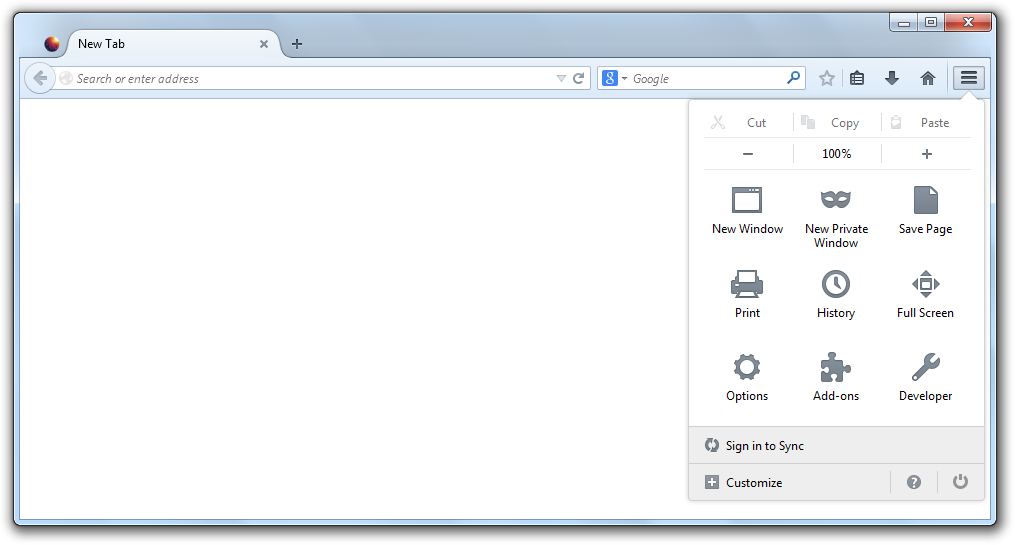 New Tab
Search or enter address
8 Google
Cut Copy Paste
100%
New Window
New Private
Window
Save Page
Print
History
Full Screen
Options
Add-ons
Developer
Sign in to Sync
Customize